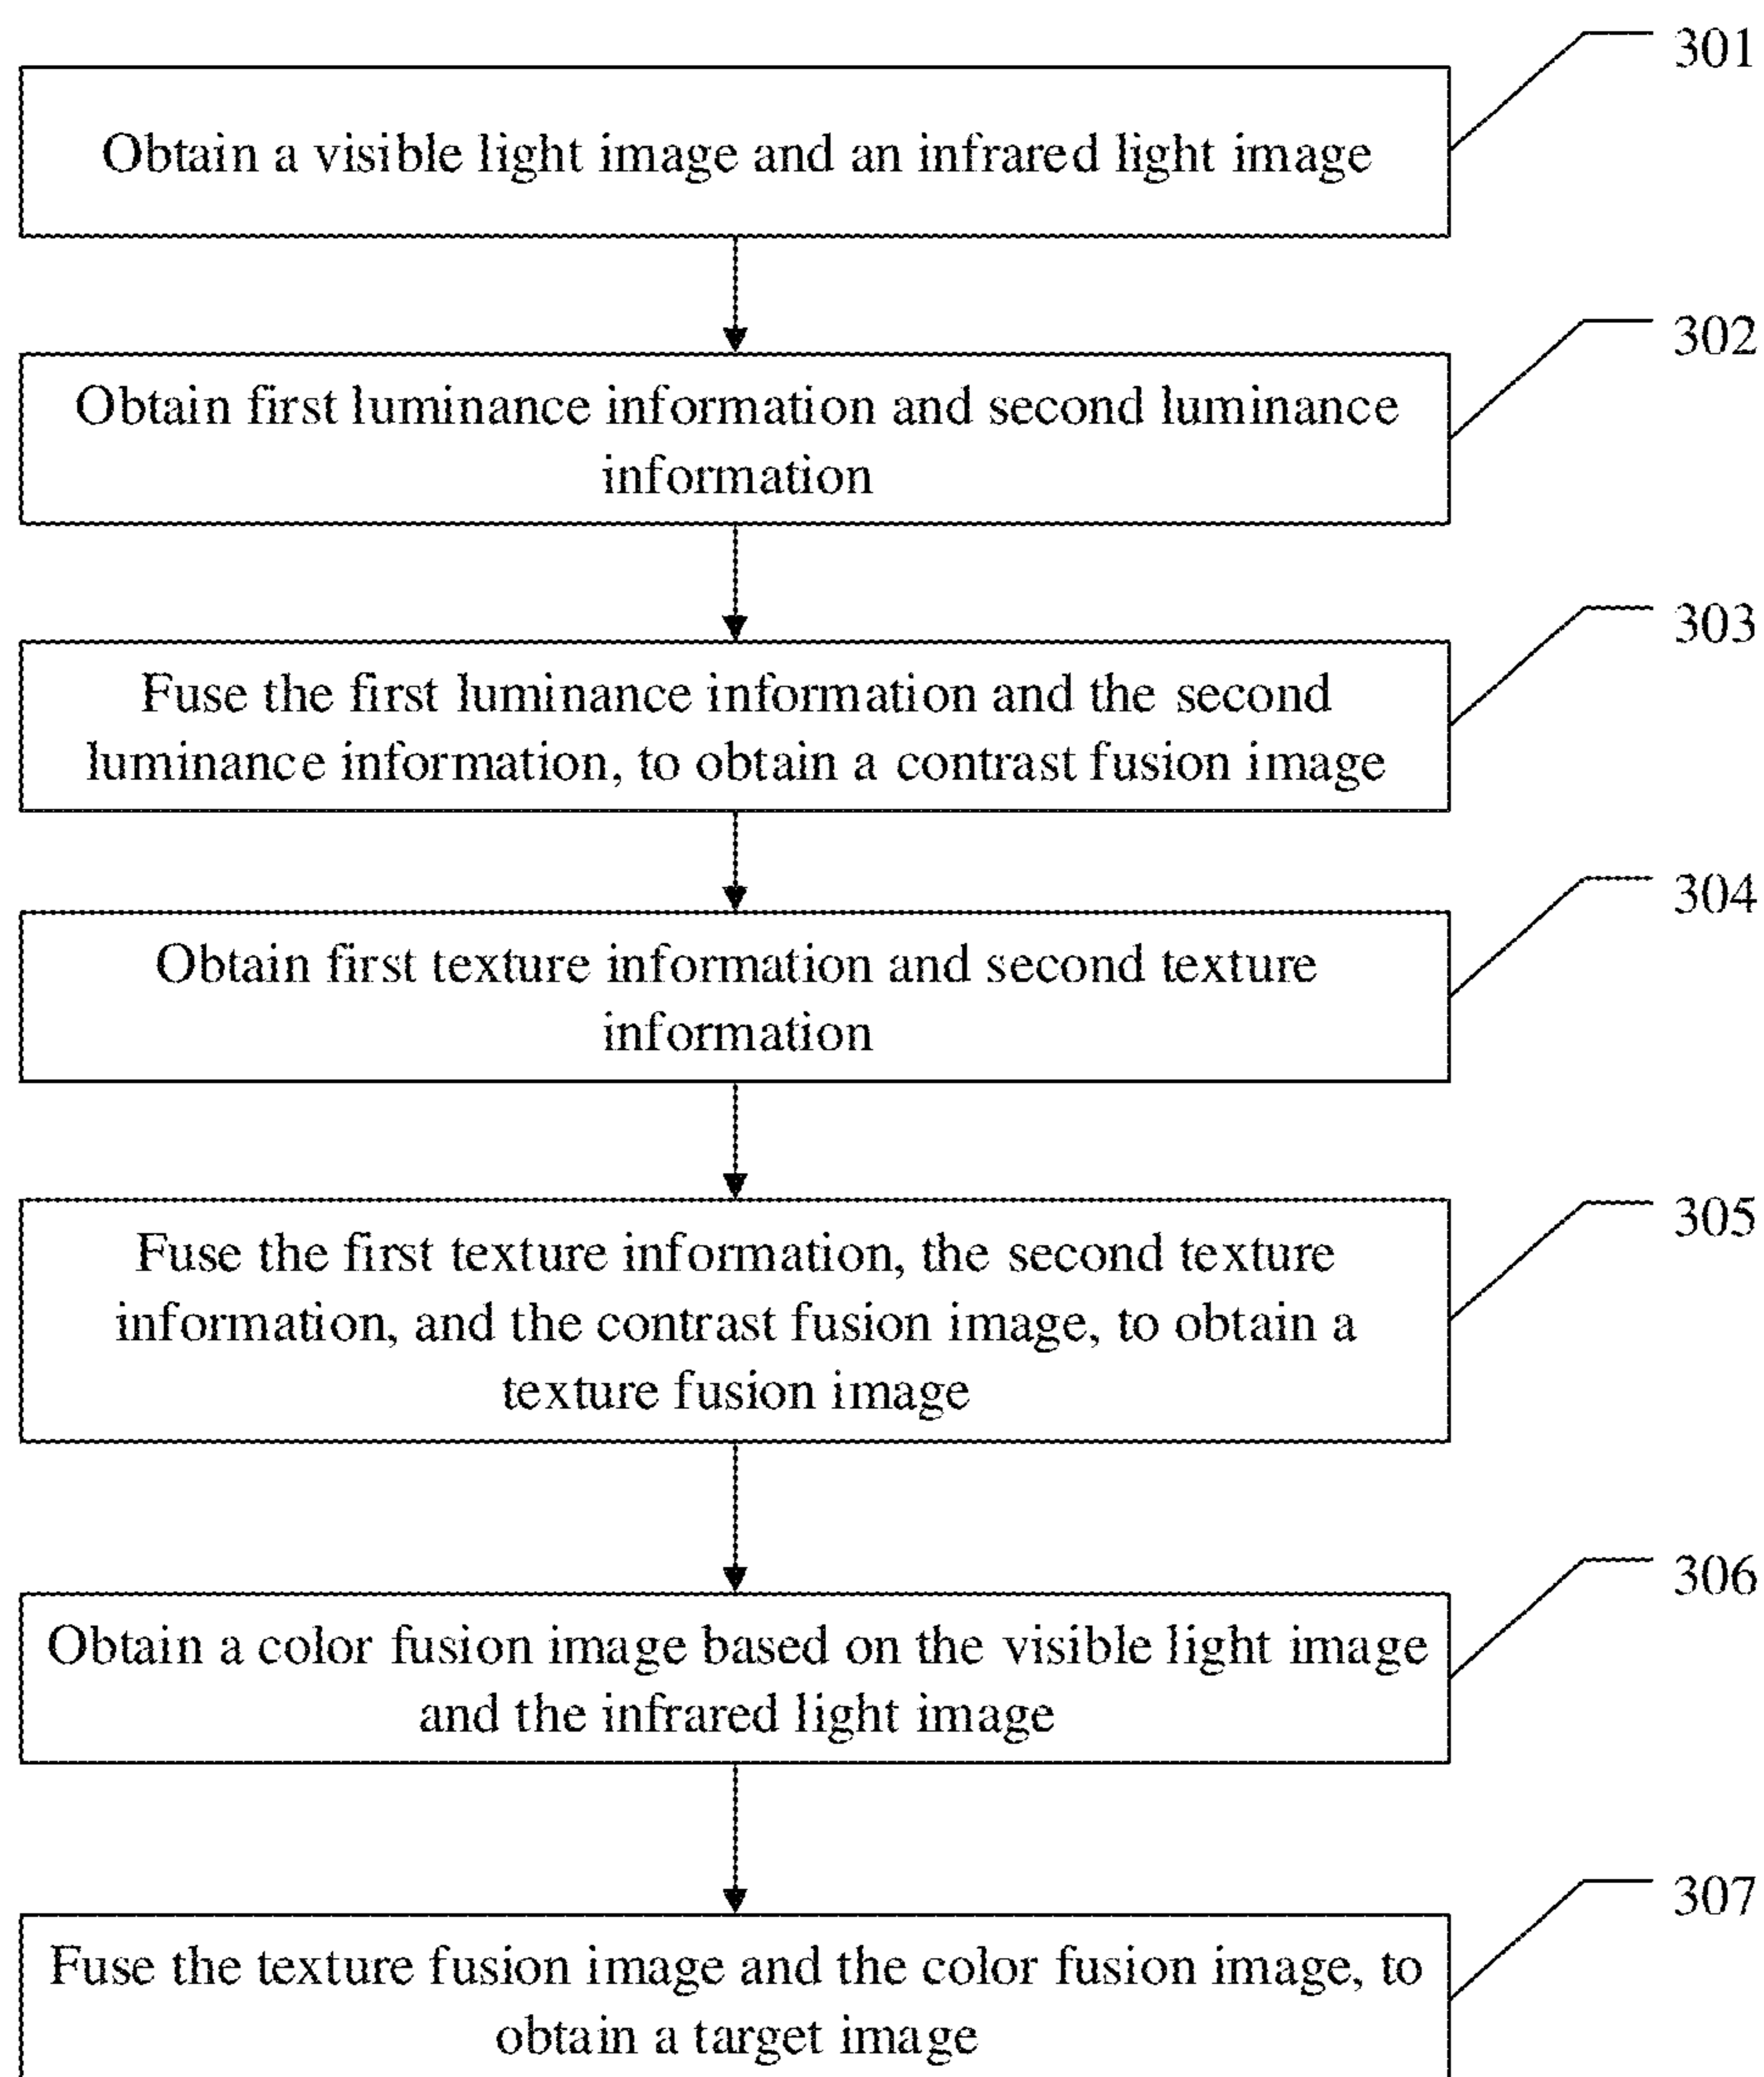 301
Obtain a visible light image and an infrared light image
302
Obtain first luminance information and second luminance
information
303
Fuse the first luminance information and the second
luminance information, to obtain a contrast fusion image
304
Obtain first texture information and second texture
information
305
Fuse the first texture information, the second texture
information, and the contrast fusion image, to obtain a
texture fusion image
306
Obtain a color fusion image based on the visible light image
and the infrared light image
307
Fuse the texture fusion image and the color fusion image, to
obtain a target image